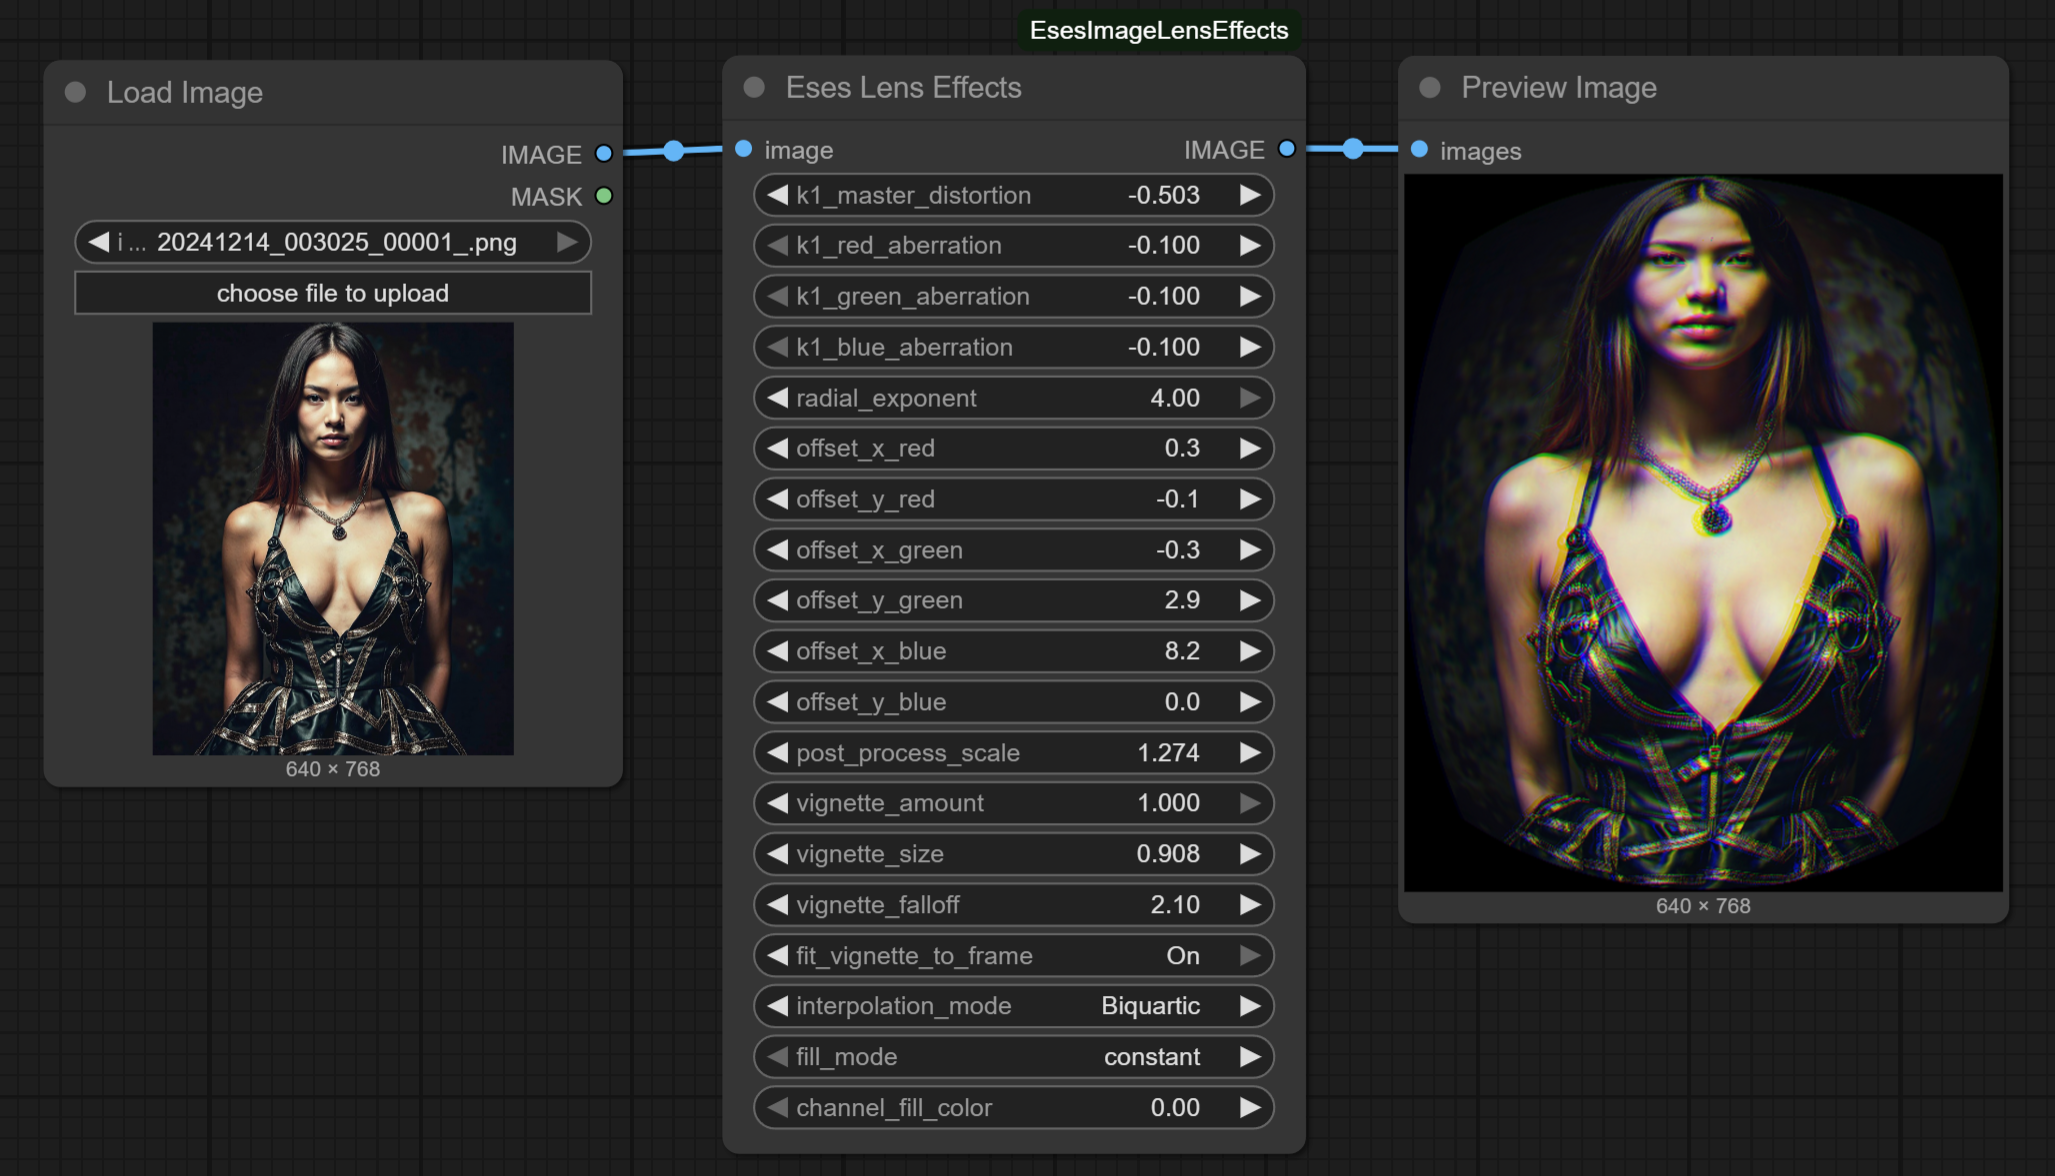 EsesImageLensEffects
Load Image
IMAGE
MASK
i ... 20241214_003025_00001_.png
choose file to upload
640 × 768
Eses Lens Effects
image IMAGE
k1_master_distortion -0.503
k1_red_aberration -0.100
k1_green_aberration -0.100
k1_blue_aberration -0.100
radial_exponent 4.00
offset_x_red 0.3
offset_y_red -0.1
offset_x_green -0.3
offset_y_green 2.9
offset_x_blue 8.2
offset_y_blue 0.0
post_process_scale 1.274
vignette_amount 1.000
vignette_size 0.908
vignette_falloff 2.10
fit_vignette_to_frame On
interpolation_mode Biquartic
fill_mode constant
channel_fill_color 0.00
Preview Image
images
640 × 768